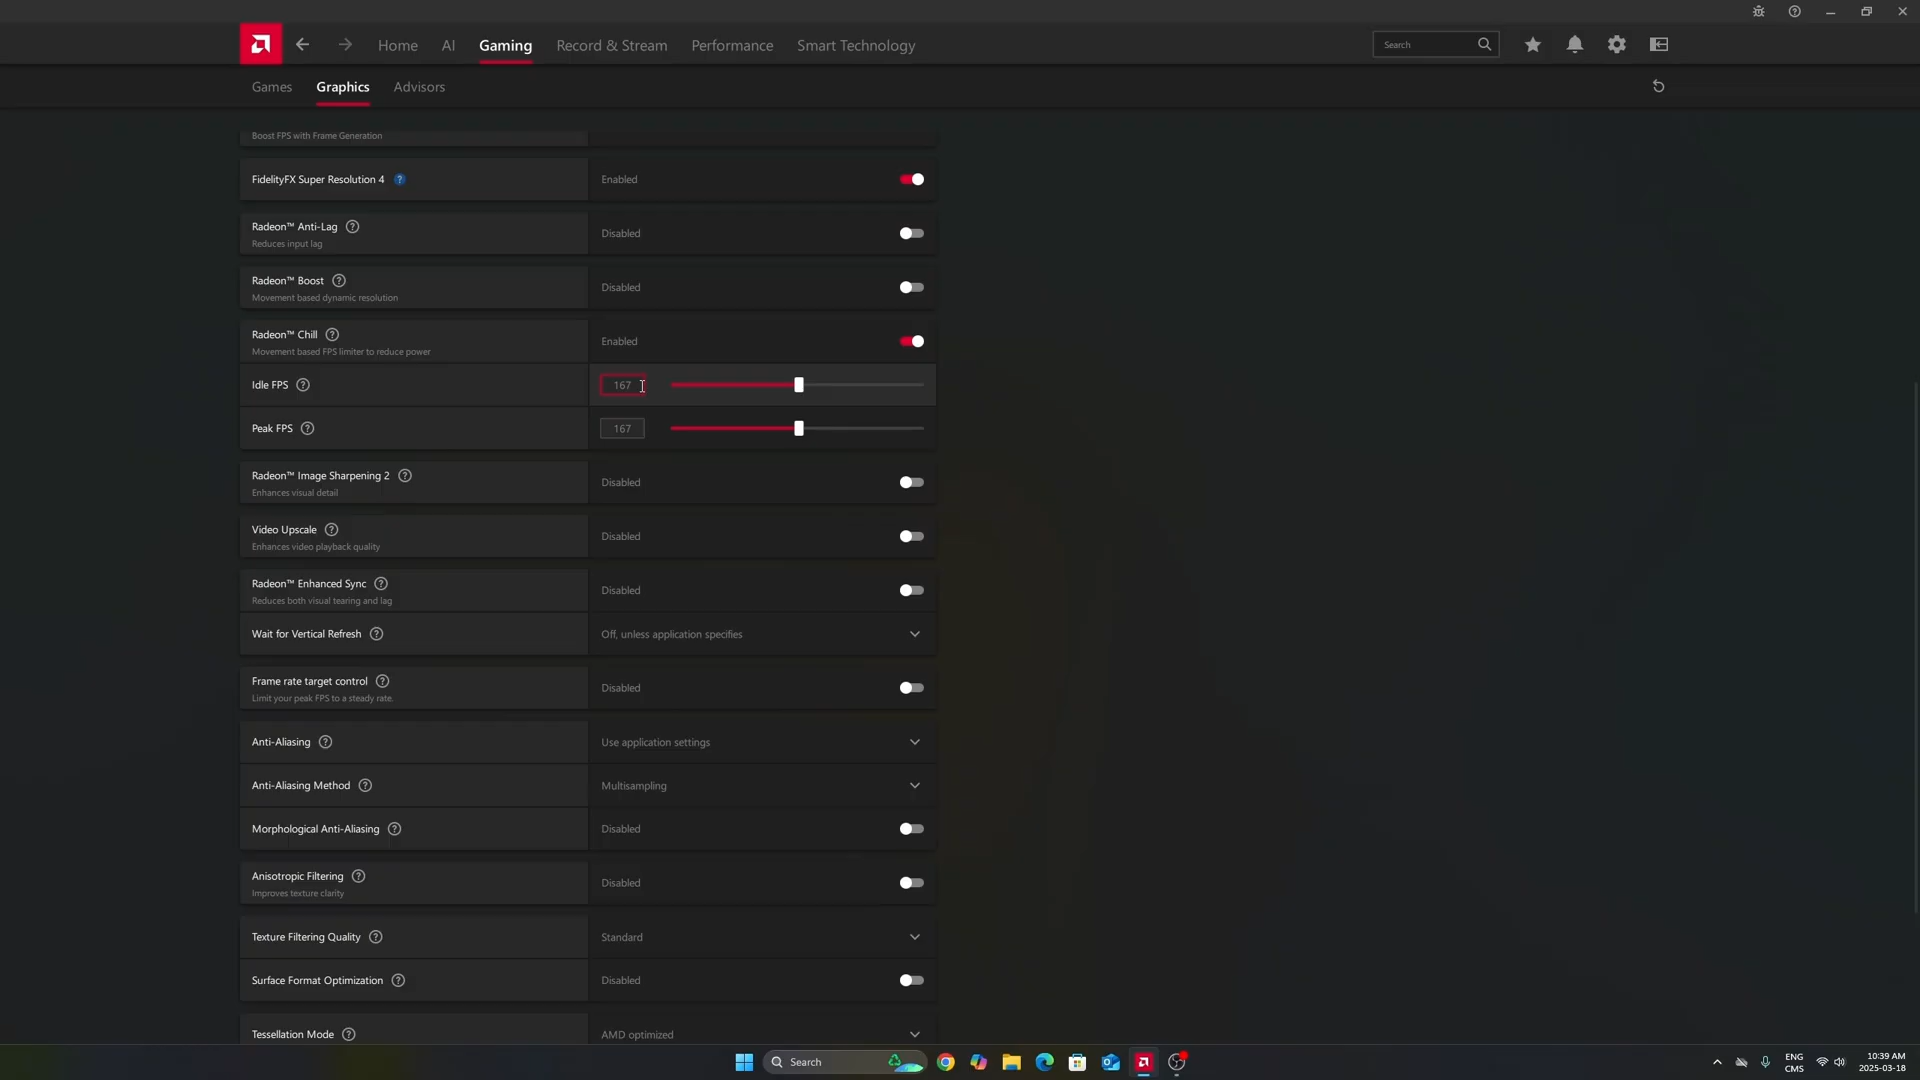 Home
AI
Gaming
Record & Stream
Performance
Smart Technology
Search
Games
Graphics
Advisors
Boost FPS with Frame Generation
FidelityFX Super Resolution 4 ?
Enabled
Radeon™ Anti-Lag ?
Reduces input lag
Disabled
Radeon™ Boost ?
Movement based dynamic resolution
Disabled
Radeon™ Chill ?
Movement based FPS limiter to reduce power
Enabled
Idle FPS ?
167
Peak FPS ?
167
Radeon™ Image Sharpening 2 ?
Enhances visual detail
Disabled
Video Upscale ?
Enhances video playback quality
Disabled
Radeon™ Enhanced Sync ?
Reduces both visual tearing and lag
Disabled
Wait for Vertical Refresh ?
Off, unless application specifies
Frame rate target control ?
Limit your peak FPS to a steady rate.
Disabled
Anti-Aliasing ?
Use application settings
Anti-Aliasing Method ?
Multisampling
Morphological Anti-Aliasing ?
Disabled
Anisotropic Filtering ?
Improves texture clarity
Disabled
Texture Filtering Quality ?
Standard
Surface Format Optimization ?
Disabled
Tessellation Mode ?
AMD optimized
Search
ENG
CMS
10:39 AM
2025-03-18